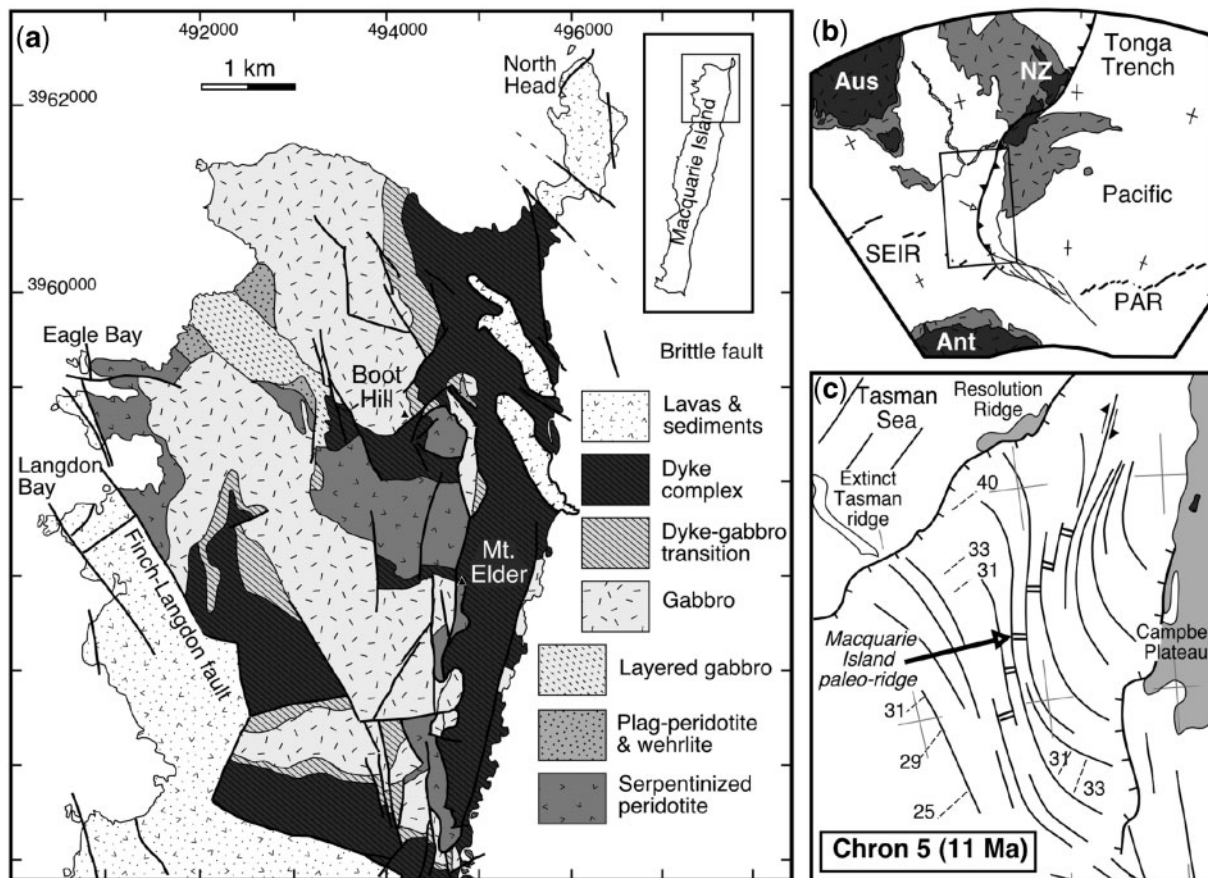 (a)
492000
494000
496000
1 km
3962000
3960000
North
Head
Macquarie Island
Eagle Bay
Boot
Hill
Langdon
Bay
Finch-Langdon fault
Mt.
Elder
Brittle fault
Lavas &
sediments
Dyke
complex
Dyke-gabbro
transition
Gabbro
Layered gabbro
Plag-peridotite
& wehrlite
Serpentinized
peridotite
(b)
Aus
NZ
Tonga
Trench
Pacific
SEIR
PAR
Ant
(c)
Tasman
Sea
Resolution
Ridge
Extinct
Tasman
ridge
40
33
31
Macquarie
Island
paleo-ridge
Campbe
Plateau
31
29
25
31
33
Chron 5 (11 Ma)